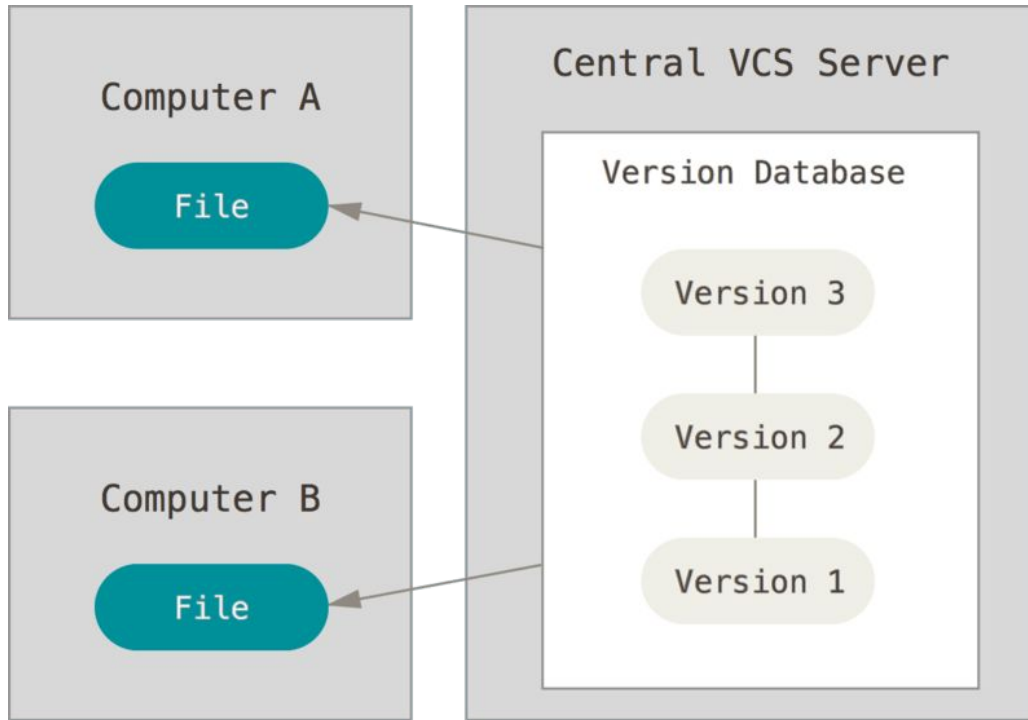 Computer A
File
Computer B
File
Central VCS Server
Version Database
Version 3
Version 2
Version 1